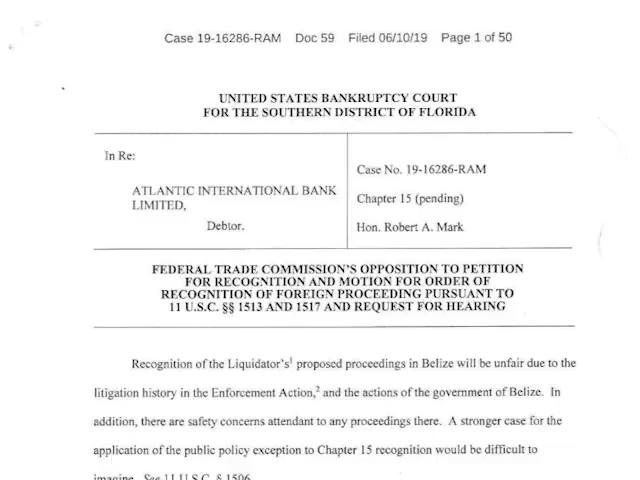 Case 19-16286-RAM Doc 59 Filed 06/10/19 Page 1 of 50
UNITED STATES BANKRUPTCY COURT
FOR THE SOUTHERN DISTRICT OF FLORIDA
In Re:
ATLANTIC INTERNATIONAL BANK
LIMITED,
Debtor.
Case No. 19-16286-RAM
Chapter 15 (pending)
Hon. Robert A. Mark
FEDERAL TRADE COMMISSION'S OPPOSITION TO PETITION
FOR RECOGNITION AND MOTION FOR ORDER OF
RECOGNITION OF FOREIGN PROCEEDING PURSUANT TO
11 U.S.C. §§ 1513 AND 1517 AND REQUEST FOR HEARING
Recognition of the Liquidator's¹ proposed proceedings in Belize will be unfair due to the
litigation history in the Enforcement Action,² and the actions of the government of Belize. In
addition, there are safety concerns attendant to any proceedings there. A stronger case for the
application of the public policy exception to Chapter 15 recognition would be difficult to
imagine. See 11 U.S.C. § 1506.